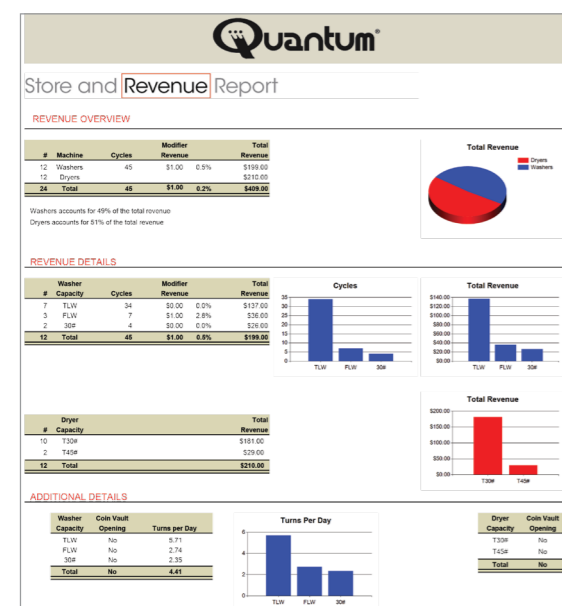 Quantum®
Store and Revenue Report
REVENUE OVERVIEW
# Machine Cycles Modifier Revenue Total Revenue
12 Washers 45 $1.00 0.5% $199.00
12 Dryers $210.00
24 Total 45 $1.00 0.2% $409.00
Washers accounts for 49% of the total revenue
Dryers accounts for 51% of the total revenue
Total Revenue
Dryers
Washers
REVENUE DETAILS
# Washer Capacity Cycles Modifier Revenue Total Revenue
7 TLW 34 $0.00 0.0% $137.00
3 FLW 7 $1.00 2.8% $36.00
2 30# 4 $0.00 0.0% $26.00
12 Total 45 $1.00 0.5% $199.00
Cycles
35
30
25
20
15
10
5
0
TLW FLW 30#
Total Revenue
$140.00
$120.00
$100.00
$80.00
$60.00
$40.00
$20.00
$0.00
TLW FLW 30#
# Dryer Capacity Total Revenue
10 T30# $181.00
2 T45# $29.00
12 Total $210.00
Total Revenue
$200.00
$150.00
$100.00
$50.00
$0.00
T30# T45#
ADDITIONAL DETAILS
Washer Capacity Coin Vault Opening Turns per Day
TLW No 5.71
FLW No 2.74
30# No 2.35
Total No 4.41
Turns Per Day
6
4
2
0
TLW FLW 30#
Dryer Capacity Coin Vault Opening
T30# No
T45# No
Total No